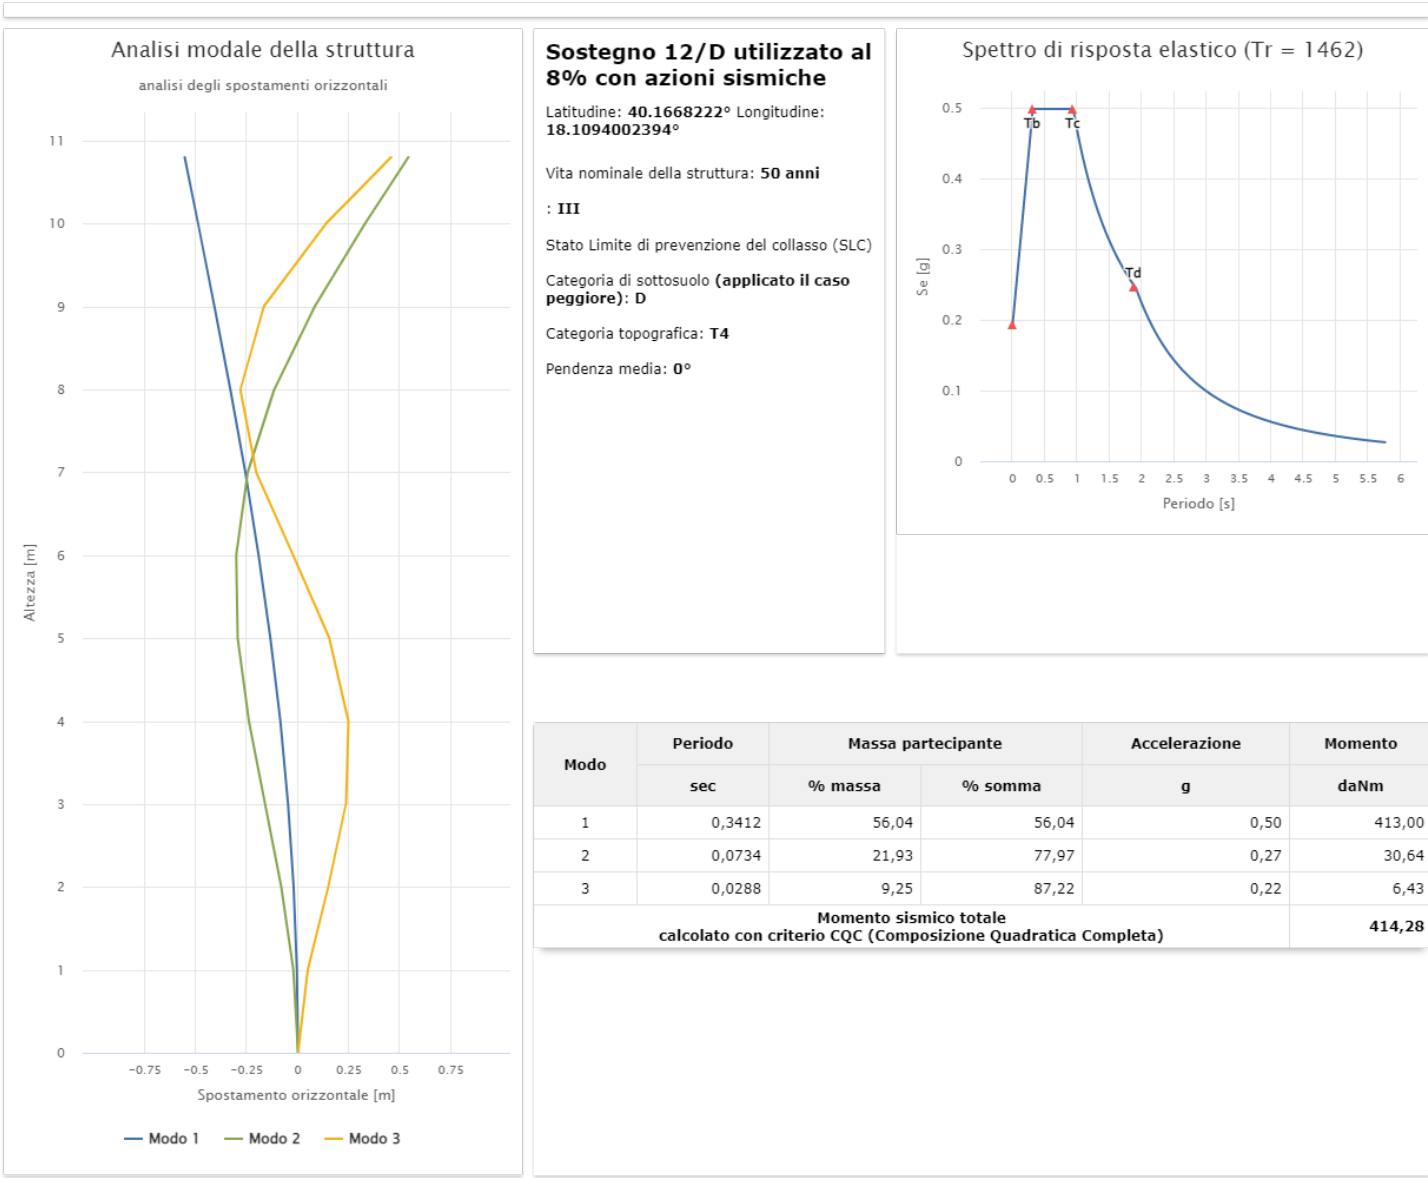 Analisi modale della struttura
analisi degli spostamenti orizzontali
11
10
9
8
7
6
5
4
3
2
1
0
Altezza [m]
−0.75 −0.5 −0.25 0 0.25 0.5 0.75
Spostamento orizzontale [m]
Modo 1 Modo 2 Modo 3
Sostegno 12/D utilizzato al
8% con azioni sismiche
Latitudine: 40.1668222° Longitudine:
18.1094002394°
Vita nominale della struttura: 50 anni
: III
Stato Limite di prevenzione del collasso (SLC)
Categoria di sottosuolo (applicato il caso
peggiore): D
Categoria topografica: T4
Pendenza media: 0°
Spettro di risposta elastico (Tr = 1462)
0.5
0.4
0.3
0.2
0.1
0
Se [g]
Tb Tc
Td
0 0.5 1 1.5 2 2.5 3 3.5 4 4.5 5 5.5 6
Periodo [s]
Modo Periodo Massa partecipante Accelerazione Momento
sec % massa % somma g daNm
1 0,3412 56,04 56,04 0,50 413,00
2 0,0734 21,93 77,97 0,27 30,64
3 0,0288 9,25 87,22 0,22 6,43
Momento sismico totale
calcolato con criterio CQC (Composizione Quadratica Completa) 414,28